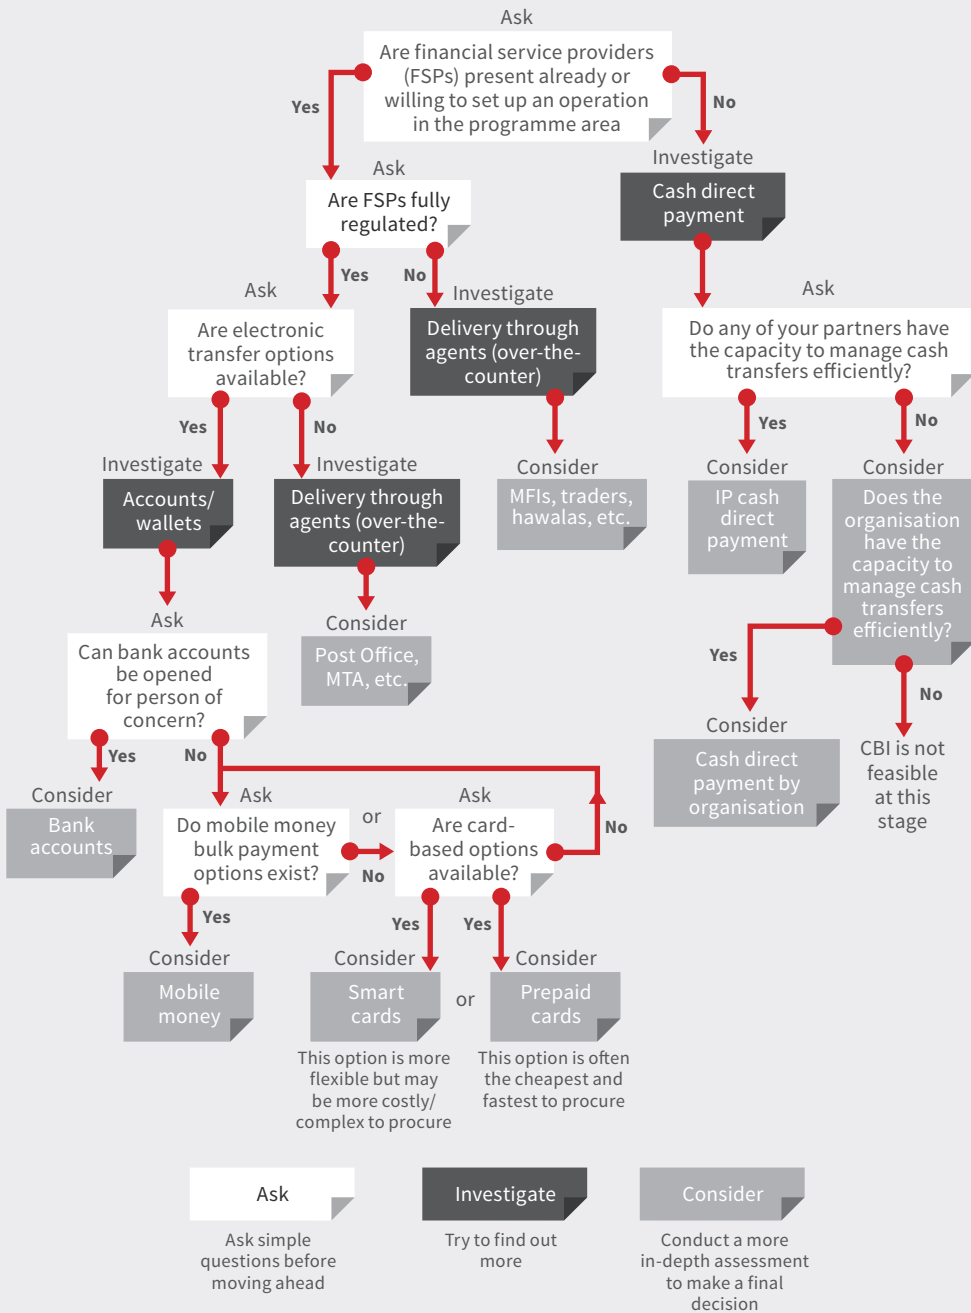 Ask
Are financial service providers
(FSPs) present already or
willing to set up an operation
in the programme area
Yes
No
Ask
Are FSPs fully
regulated?
Investigate
Cash direct
payment
Yes
No
Ask
Are electronic
transfer options
available?
Investigate
Delivery through
agents (over-the-
counter)
Ask
Do any of your partners have
the capacity to manage cash
transfers efficiently?
Yes
No
Yes
No
Investigate
Accounts/
wallets
Investigate
Delivery through
agents (over-the-
counter)
Consider
MFIs, traders,
hawalas, etc.
Consider
IP cash
direct
payment
Consider
Does the
organisation
have the
capacity to
manage cash
transfers
efficiently?
Ask
Can bank accounts
be opened
for person of
concern?
Consider
Post Office,
MTA, etc.
Yes
No
Yes
No
Consider
Bank
accounts
Consider
Cash direct
payment by
organisation
CBI is not
feasible
at this
stage
Ask
Do mobile money
bulk payment
options exist?
or
No
Ask
Are card-
based options
available?
No
Yes
Yes
Yes
Consider
Mobile
money
Consider
Smart
cards
or
Consider
Prepaid
cards
This option is more
flexible but may
be more costly/
complex to procure
This option is often
the cheapest and
fastest to procure
Ask
Ask simple
questions before
moving ahead
Investigate
Try to find out
more
Consider
Conduct a more
in-depth assessment
to make a final
decision